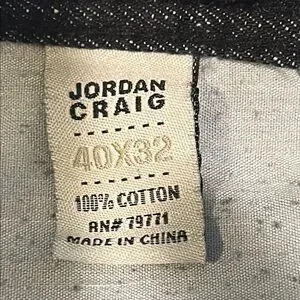 JORDAN
CRAIG
40X32
100% COTTON
RN# 79771
MADE IN CHINA